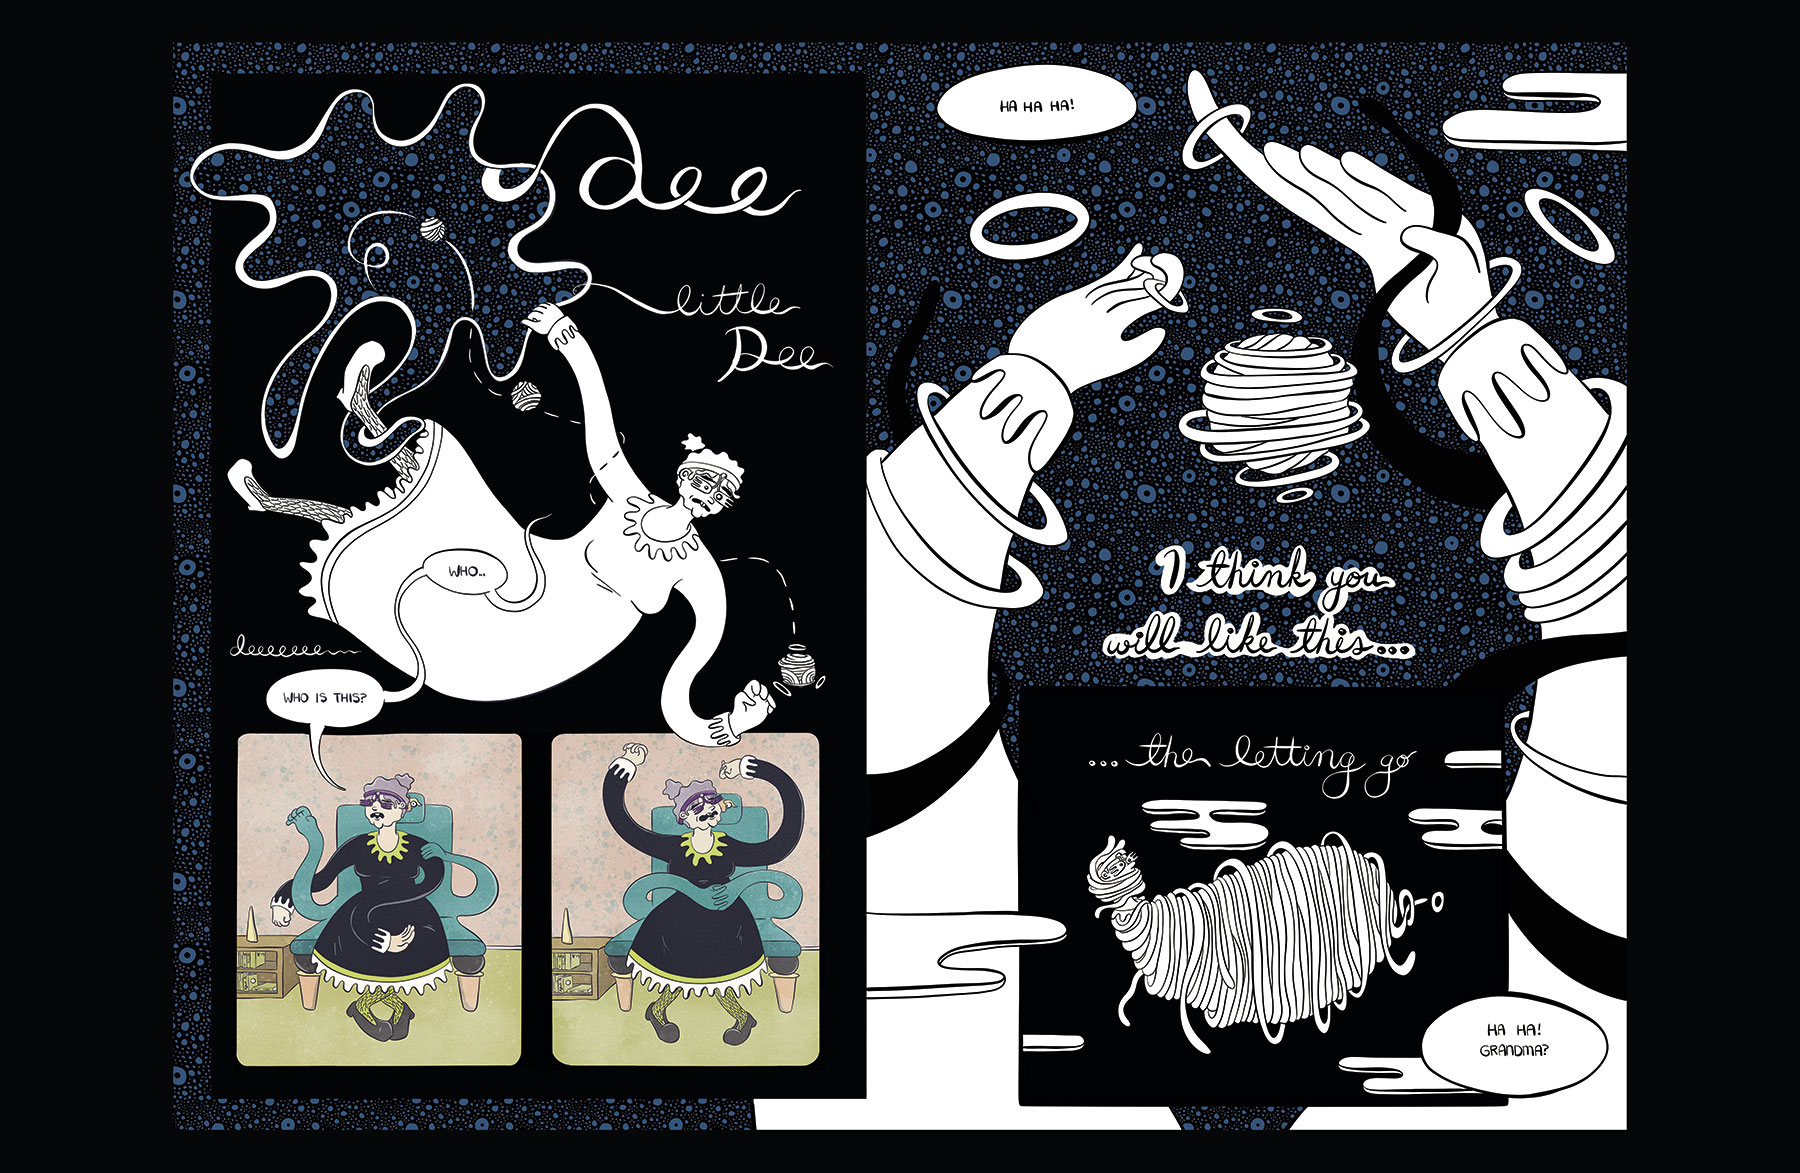 Dee
little
Dee
WHO...
deeeeeee
WHO IS THIS?
HA HA HA!
I think you
will like this...
...the letting go
HA HA!
GRANDMA?